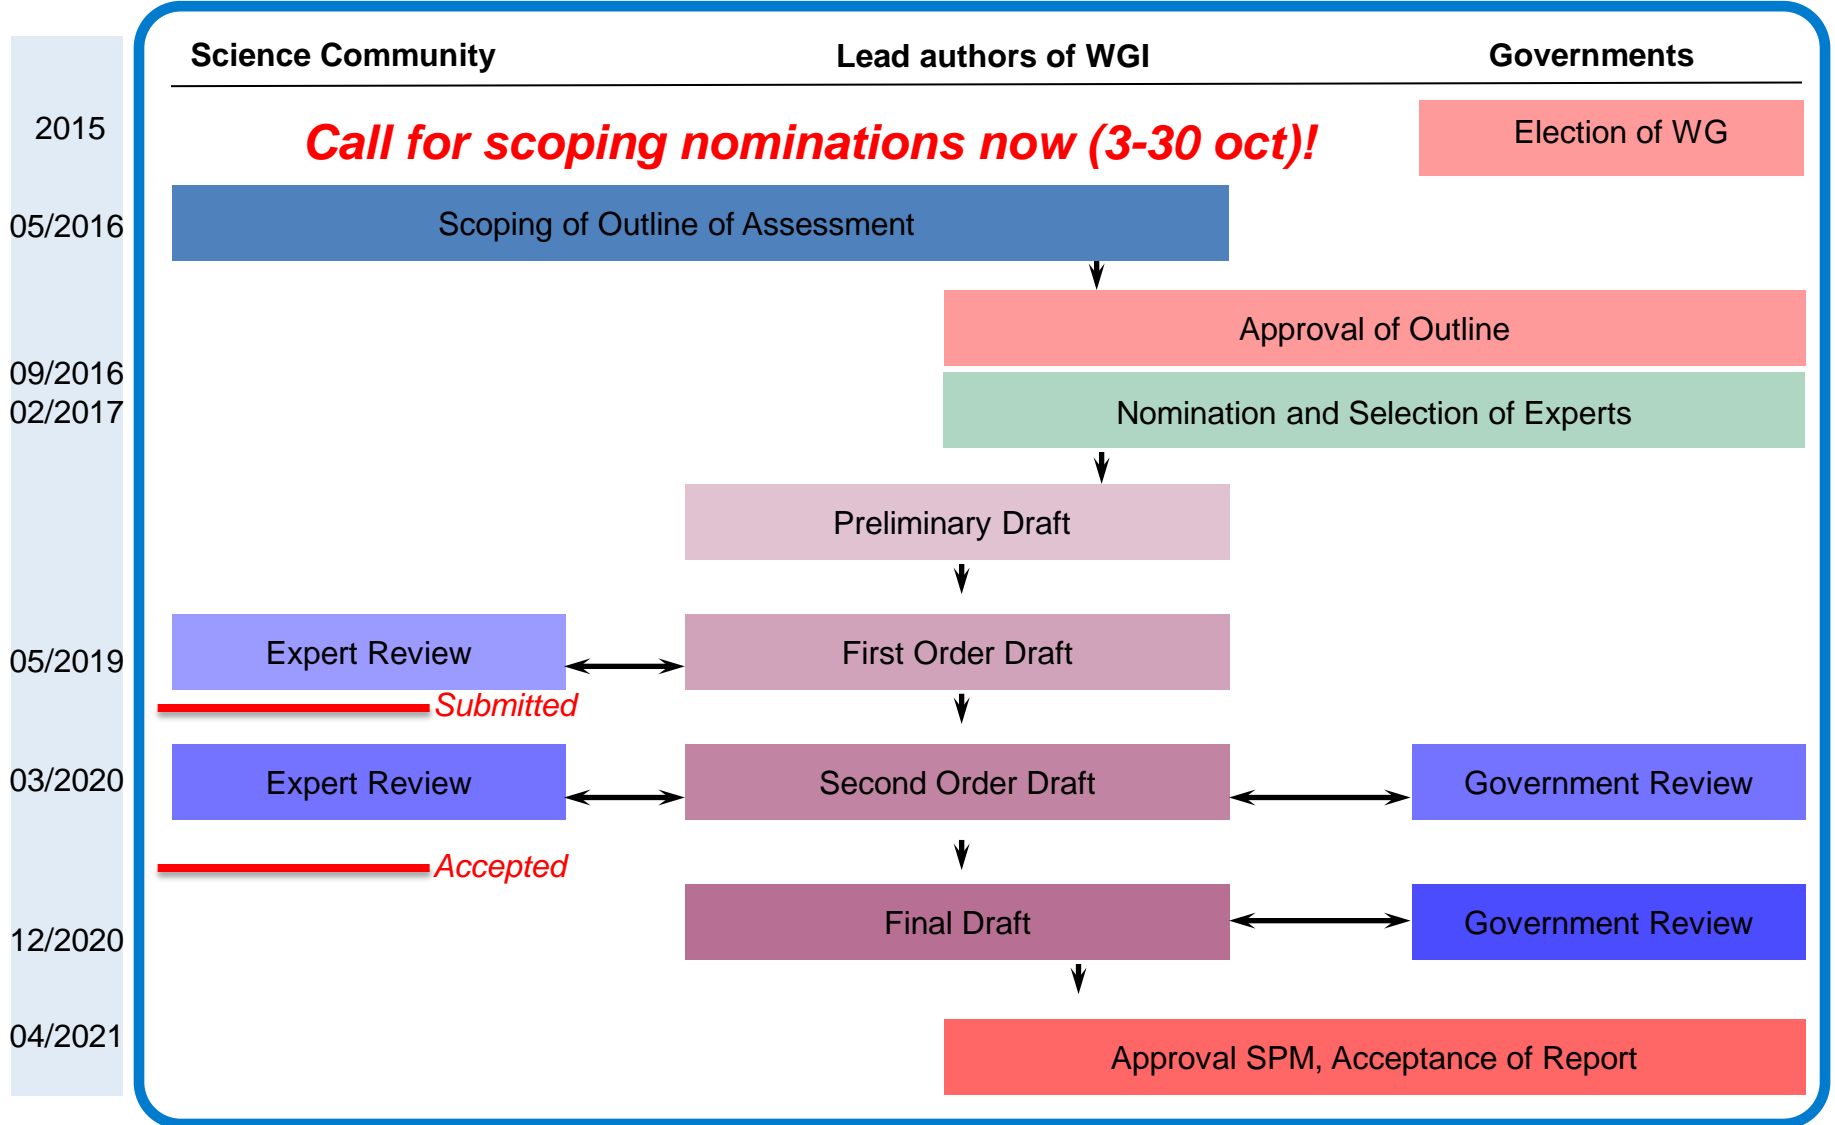 Science Community
Lead authors of WGI
Governments
2015
Call for scoping nominations now (3-30 oct)!
Election of WG
05/2016
Scoping of Outline of Assessment
Approval of Outline
09/2016
02/2017
Nomination and Selection of Experts
Preliminary Draft
05/2019
Expert Review
First Order Draft
Submitted
03/2020
Expert Review
Second Order Draft
Government Review
Accepted
12/2020
Final Draft
Government Review
04/2021
Approval SPM, Acceptance of Report